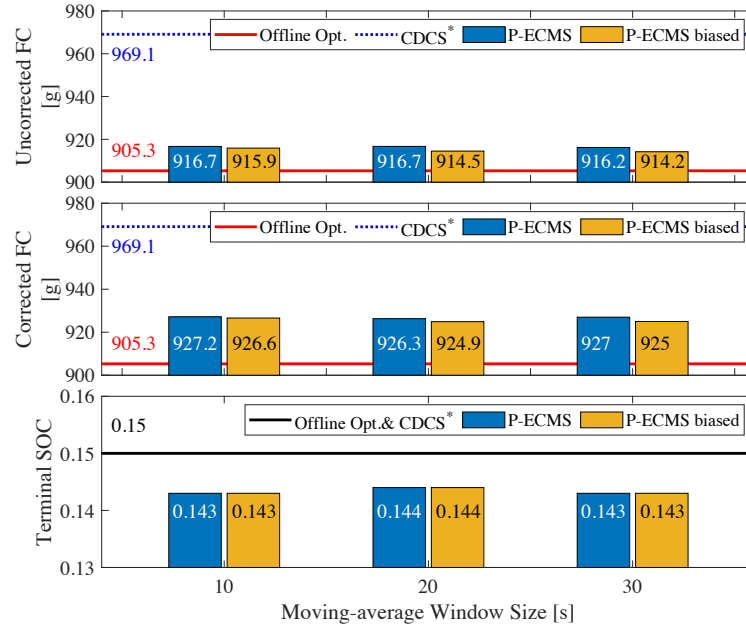 Uncorrected FC
[g]
980
960
940
920
900
Offline Opt. CDCS* P-ECMS P-ECMS biased
969.1
905.3
916.7 915.9 916.7 914.5 916.2 914.2
Corrected FC
[g]
980
960
940
920
900
Offline Opt. CDCS* P-ECMS P-ECMS biased
969.1
905.3
927.2 926.6 926.3 924.9 927 925
Terminal SOC
0.16
0.15
0.14
0.13
Offline Opt.& CDCS* P-ECMS P-ECMS biased
0.15
0.143 0.143 0.144 0.144 0.143 0.143
10 20 30
Moving-average Window Size [s]